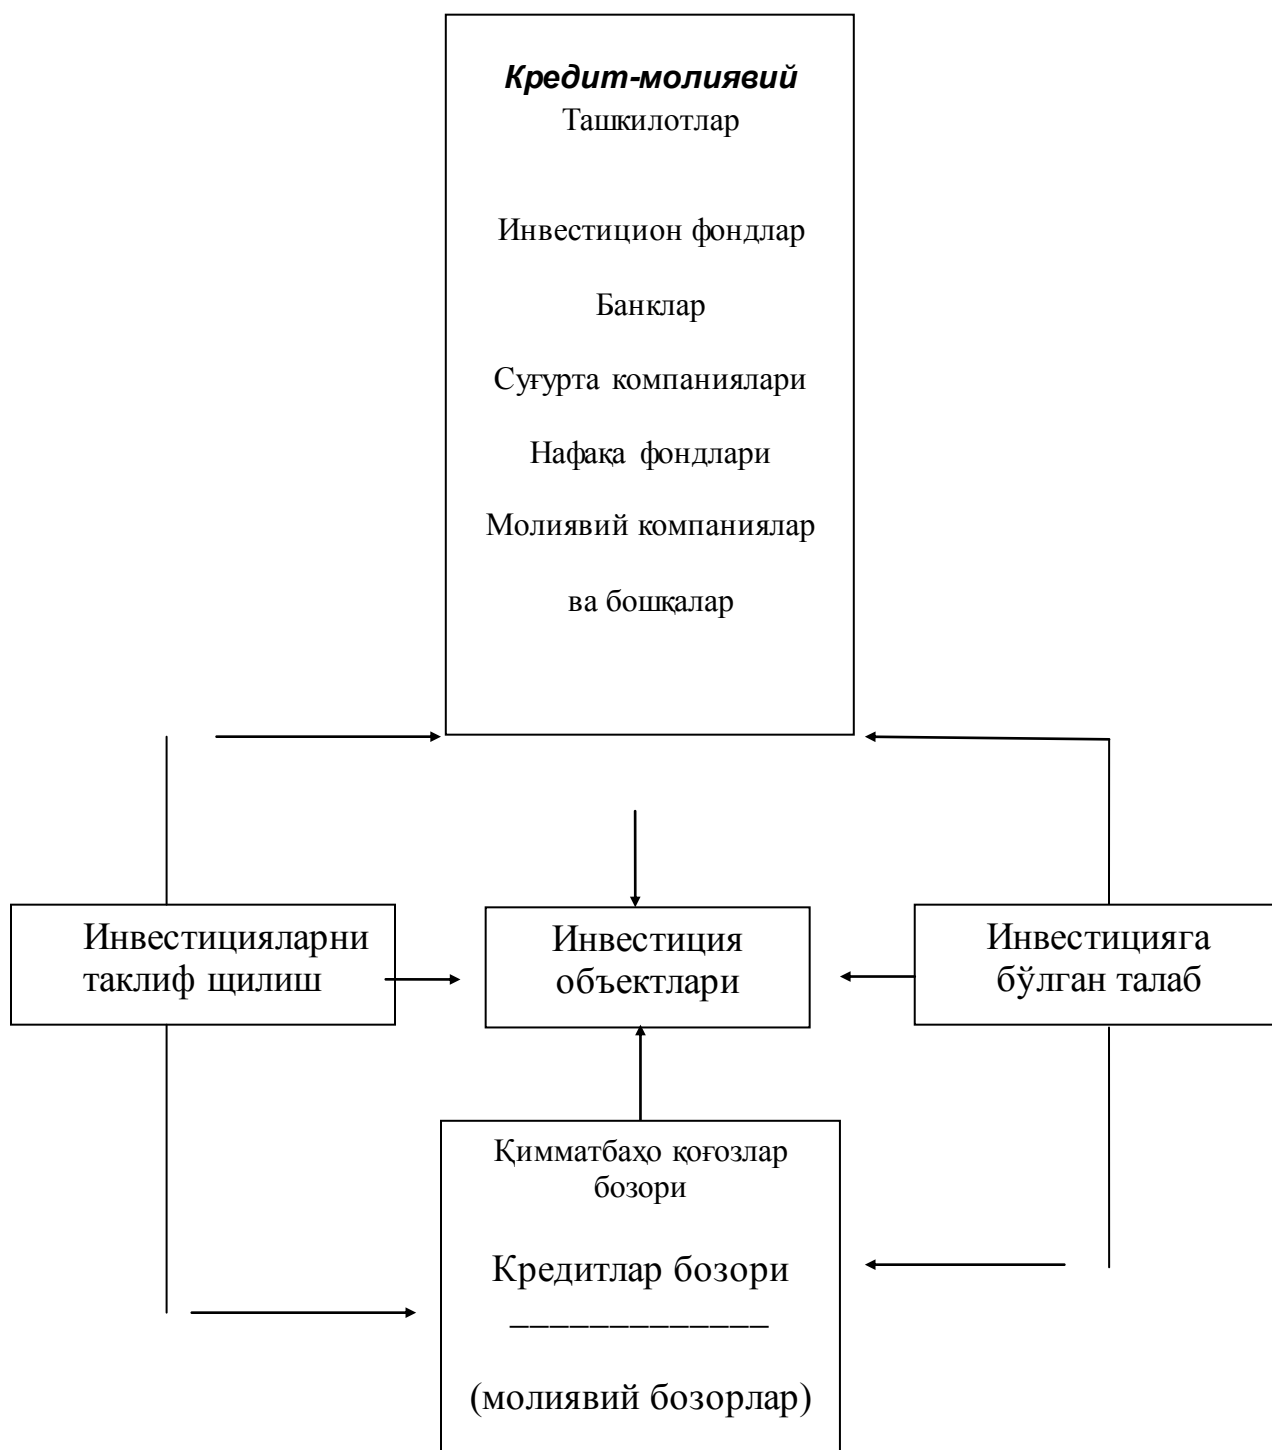 Кредит-молиявий
Ташкилотлар
Инвестицион фондлар
Банклар
Суғурта компаниялари
Нафақа фондлари
Молиявий компаниялар
ва бошқалар
Инвестицияларни
таклиф щилиш
Инвестиция
объектлари
Инвестицияга
бўлган талаб
Қимматбаҳо қоғозлар
бозори
Кредитлар бозори
_____________
(молиявий бозорлар)